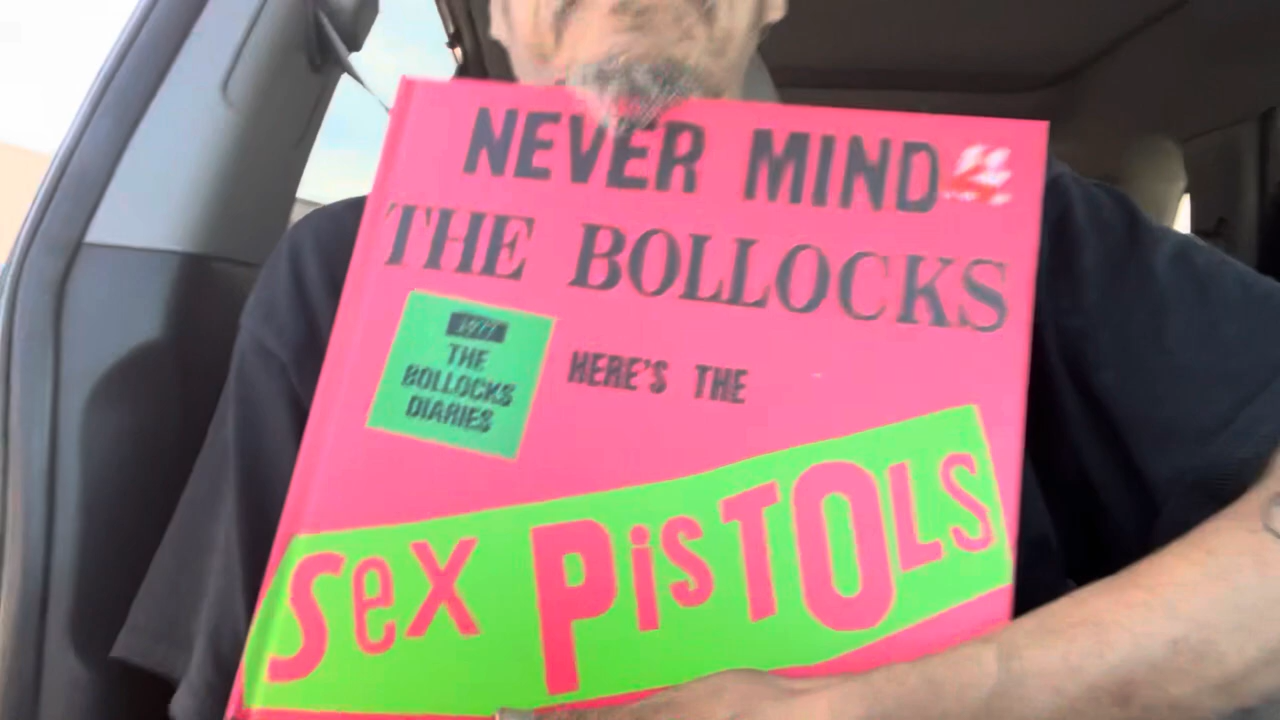 NEVER MIND
THE BOLLOCKS
1977
THE
BOLLOCKS
DIARIES
HERE'S THE
Sex PiSTOLS